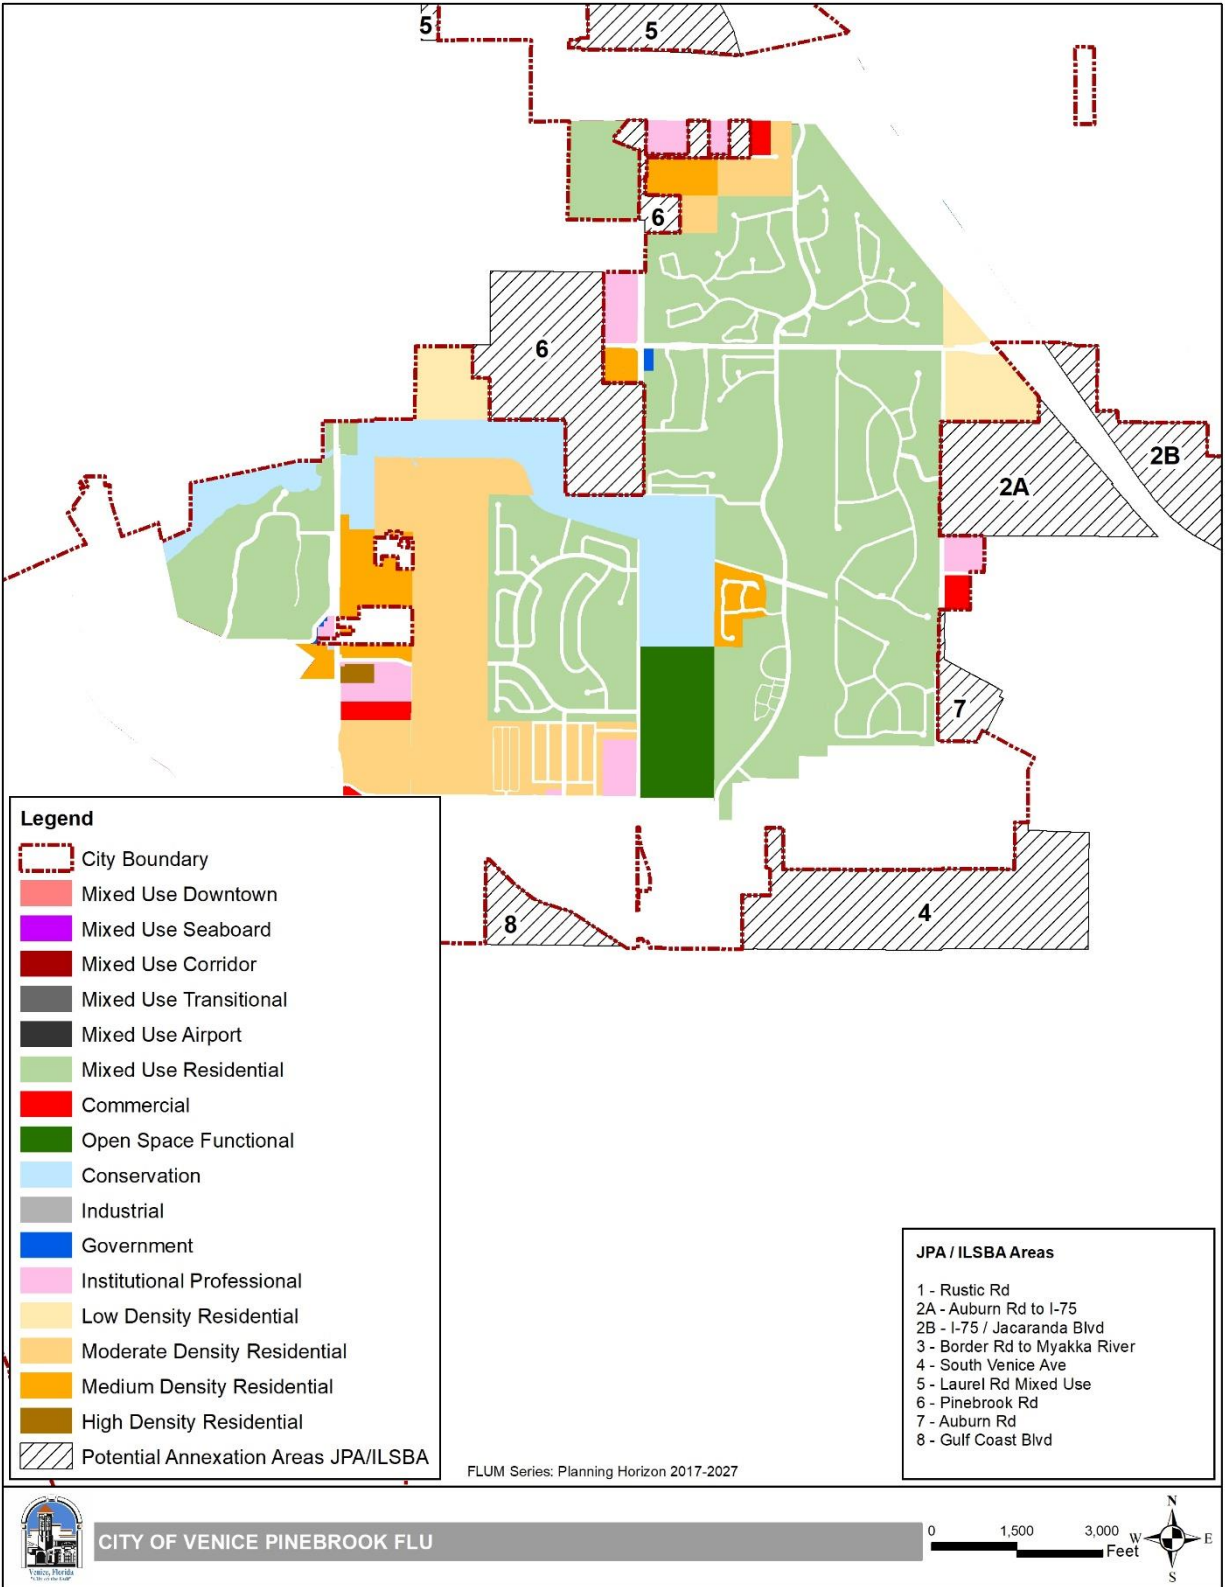 5
5
6
6
2A
2B
7
8
4
Legend
City Boundary
Mixed Use Downtown
Mixed Use Seaboard
Mixed Use Corridor
Mixed Use Transitional
Mixed Use Airport
Mixed Use Residential
Commercial
Open Space Functional
Conservation
Industrial
Government
Institutional Professional
Low Density Residential
Moderate Density Residential
Medium Density Residential
High Density Residential
Potential Annexation Areas JPA/ILSBA
JPA / ILSBA Areas
1 - Rustic Rd
2A - Auburn Rd to I-75
2B - I-75 / Jacaranda Blvd
3 - Border Rd to Myakka River
4 - South Venice Ave
5 - Laurel Rd Mixed Use
6 - Pinebrook Rd
7 - Auburn Rd
8 - Gulf Coast Blvd
FLUM Series: Planning Horizon 2017-2027
Venice, Florida
CITY OF VENICE PINEBROOK FLU
0 1,500 3,000
Feet
N
W E
S